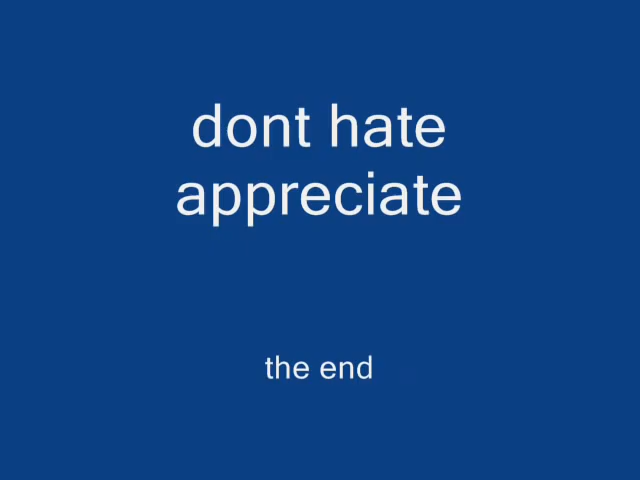 dont hate
appreciate
the end